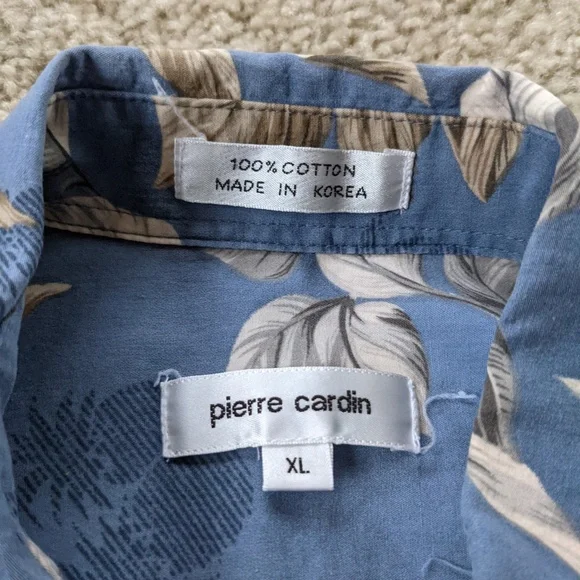 100% COTTON
MADE IN KOREA
pierre cardin
XL